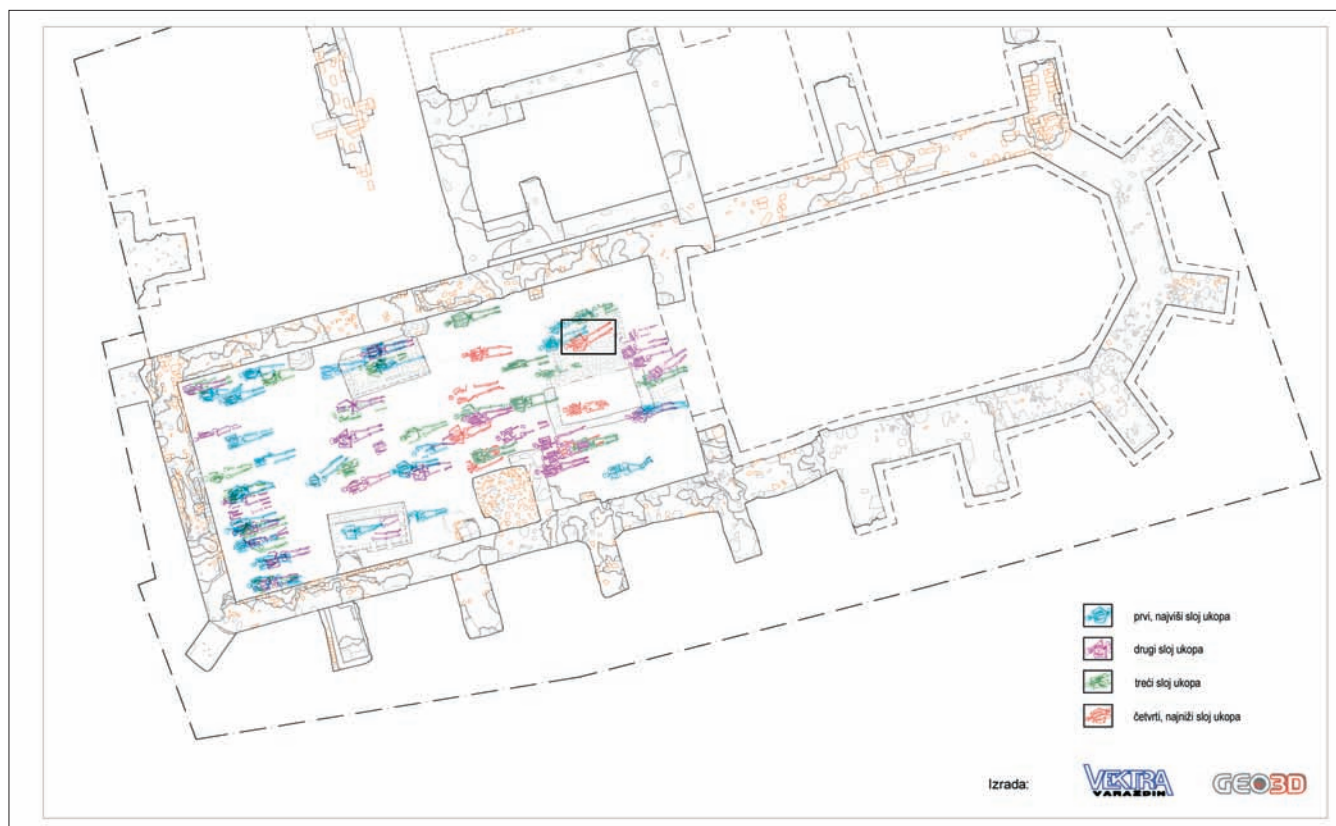 prvi, najviši sloj ukopa
drugi sloj ukopa
treći sloj ukopa
četvrti, najniži sloj ukopa
Izrada:
VEKTRA
VARAŽDIN
GEO3D